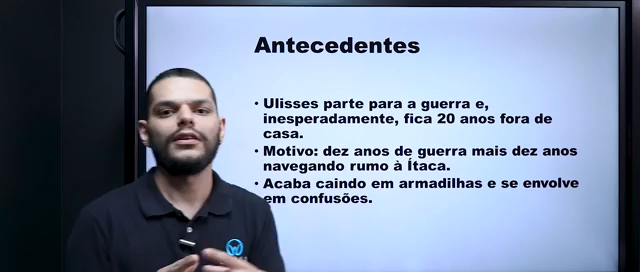 Antecedentes
• Ulisses parte para a guerra e,
inesperadamente, fica 20 anos fora de
casa.
• Motivo: dez anos de guerra mais dez anos
navegando rumo à Ítaca.
• Acaba caindo em armadilhas e se envolve
em confusões.